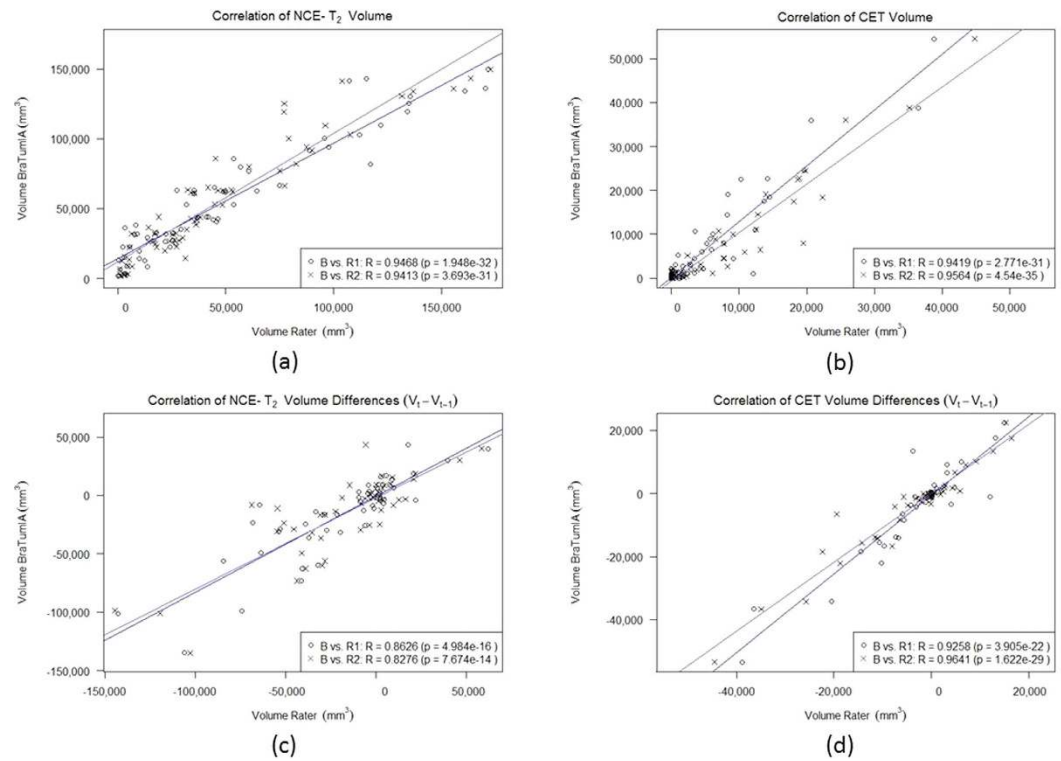 Correlation of NCE- T2 Volume
Volume BraTumIA (mm3)
150,000
100,000
50,000
0
B vs. R1: R = 0.9468 (p = 1.948e-32 )
B vs. R2: R = 0.9413 (p = 3.693e-31 )
0 50,000 100,000 150,000
Volume Rater (mm3)
(a)
Correlation of CET Volume
Volume BraTumIA (mm3)
50,000
40,000
30,000
20,000
10,000
0
B vs. R1: R = 0.9419 (p = 2.771e-31 )
B vs. R2: R = 0.9564 (p = 4.54e-35 )
0 10,000 20,000 30,000 40,000 50,000
Volume Rater (mm3)
(b)
Correlation of NCE- T2 Volume Differences (Vt − Vt−1)
Volume BraTumIA (mm3)
50,000
0
-50,000
-100,000
-150,000
B vs. R1: R = 0.8626 (p = 4.984e-16 )
B vs. R2: R = 0.8276 (p = 7.674e-14 )
-150,000 -100,000 -50,000 0 50,000
Volume Rater (mm3)
(c)
Correlation of CET Volume Differences (Vt − Vt−1)
Volume BraTumIA (mm3)
20,000
0
-20,000
-40,000
B vs. R1: R = 0.9258 (p = 3.905e-22 )
B vs. R2: R = 0.9641 (p = 1.622e-29 )
-40,000 -20,000 0 20,000
Volume Rater (mm3)
(d)